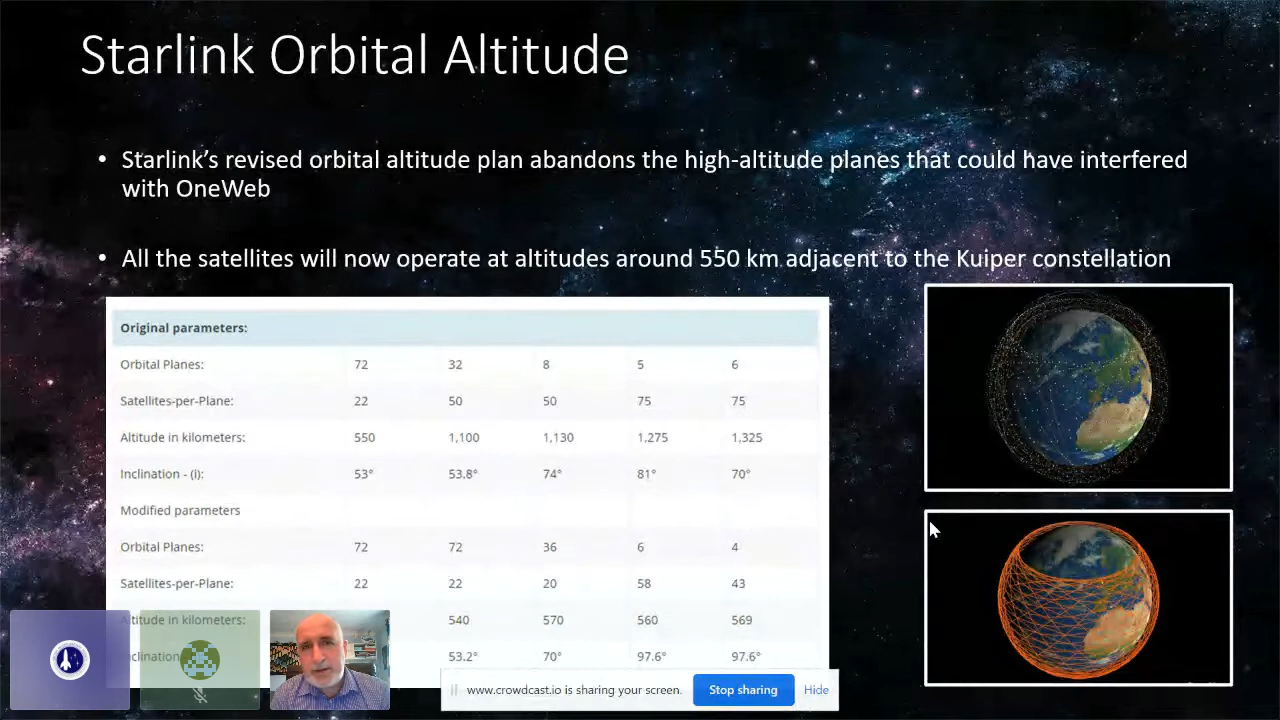 Starlink Orbital Altitude
• Starlink’s revised orbital altitude plan abandons the high-altitude planes that could have interfered
with OneWeb
• All the satellites will now operate at altitudes around 550 km adjacent to the Kuiper constellation
Original parameters:
Orbital Planes: 72 32 8 5 6
Satellites-per-Plane: 22 50 50 75 75
Altitude in kilometers: 550 1,100 1,130 1,275 1,325
Inclination - (i): 53° 53.8° 74° 81° 70°
Modified parameters
Orbital Planes: 72 72 36 6 4
Satellites-per-Plane: 22 22 20 58 43
Altitude in kilometers: 540 570 560 569
Inclination 53.2° 70° 97.6° 97.6°
www.crowdcast.io is sharing your screen. Stop sharing Hide